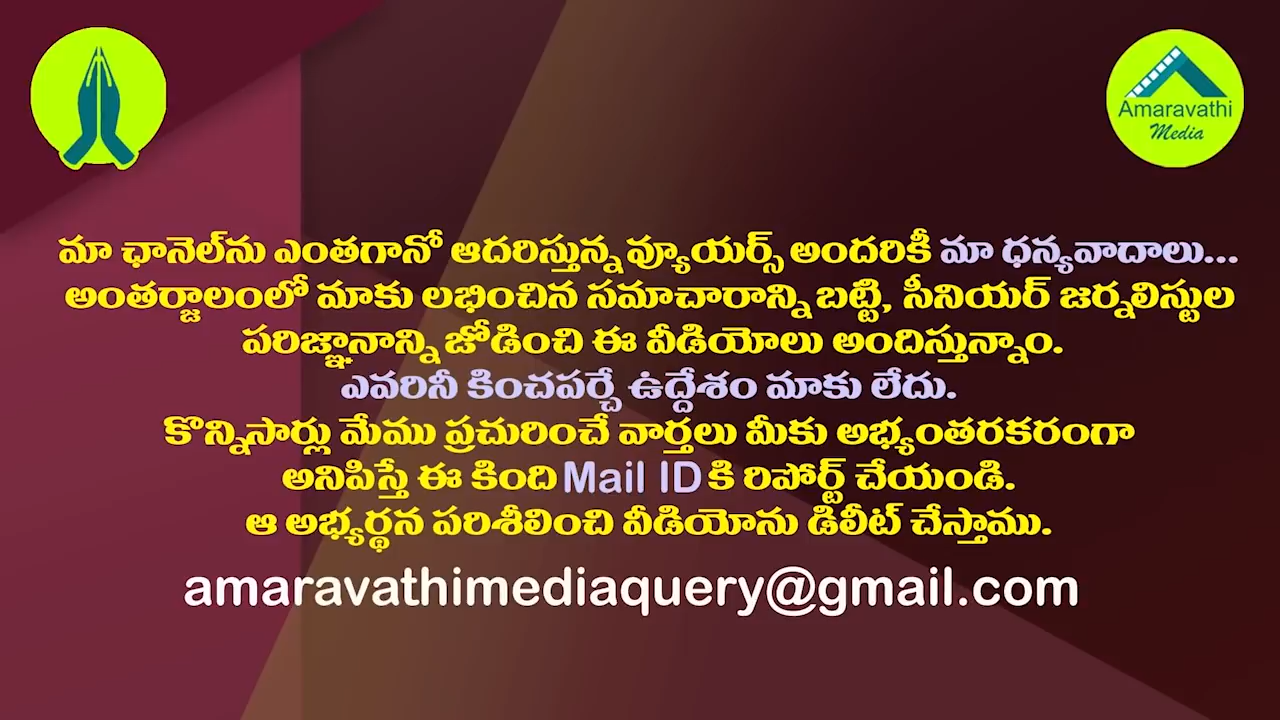 Amaravathi
Media
మా ఛానెల్‌ను ఎంతగానో ఆదరిస్తున్న వ్యూయర్స్ అందరికీ మా ధన్యవాదాలు...
అంతర్జాలంలో మాకు లభించిన సమాచారాన్ని బట్టి, సీనియర్ జర్నలిస్టుల
పరిజ్ఞానాన్ని జోడించి ఈ వీడియోలు అందిస్తున్నాం.
ఎవరినీ కించపర్చే ఉద్దేశం మాకు లేదు.
కొన్నిసార్లు మేము ప్రచురించే వార్తలు మీకు అభ్యంతరకరంగా
అనిపిస్తే ఈ కింది Mail ID కి రిపోర్ట్ చేయండి.
ఆ అభ్యర్థన పరిశీలించి వీడియోను డిలీట్ చేస్తాము.
amaravathimediaquery@gmail.com